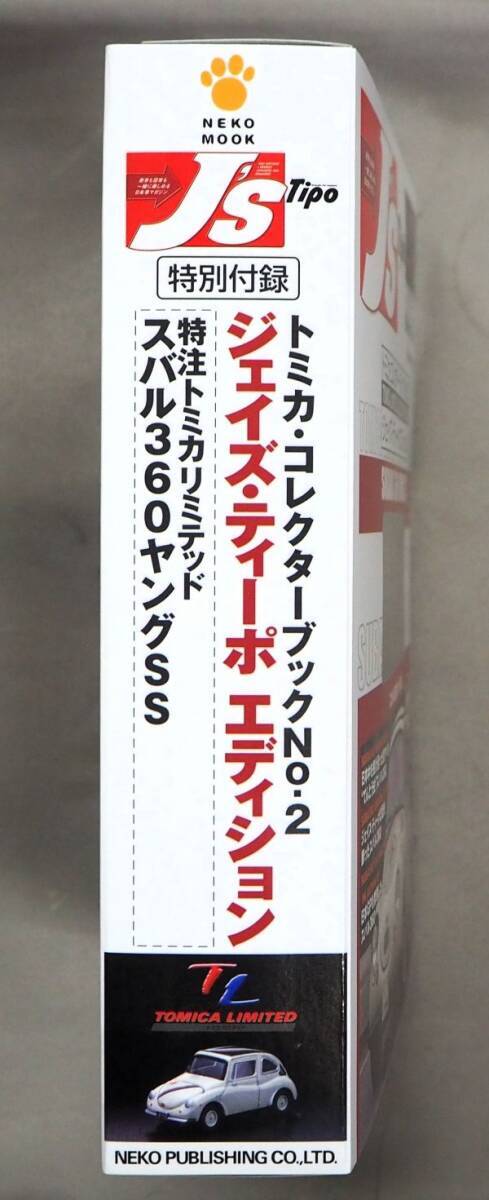 NEKO
MOOK
J's
Tipo
特別付録
トミカ・コレクターブックNo.2
ジェイズ・ティーポ エディション
特注トミカリミテッド
スバル360ヤングSS
TL
TOMICA LIMITED
NEKO PUBLISHING CO.,LTD.